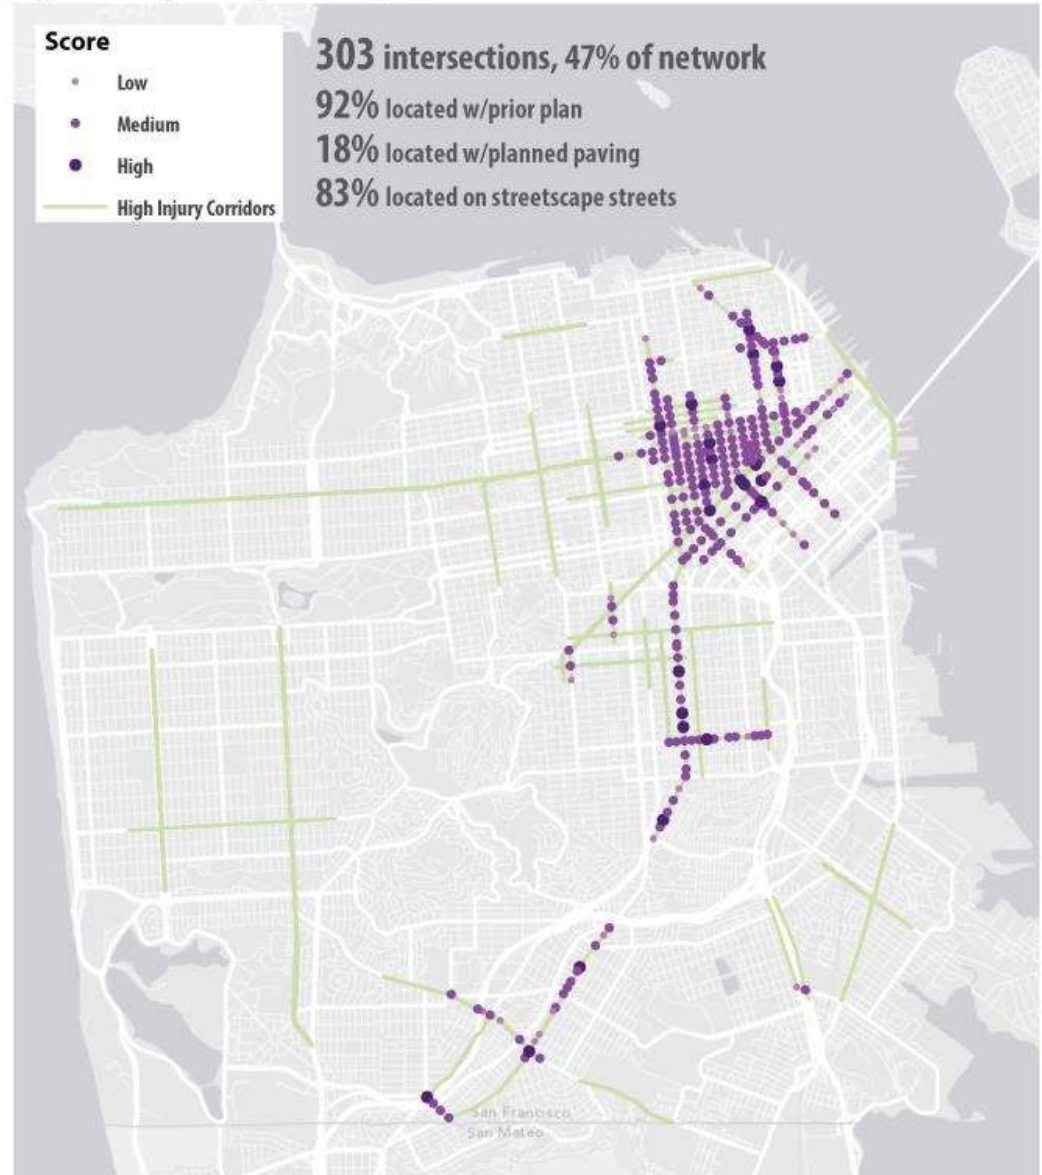 Score
Low
Medium
High
High Injury Corridors
303 intersections, 47% of network
92% located w/prior plan
18% located w/planned paving
83% located on streetscape streets
San Francisco
San Mateo